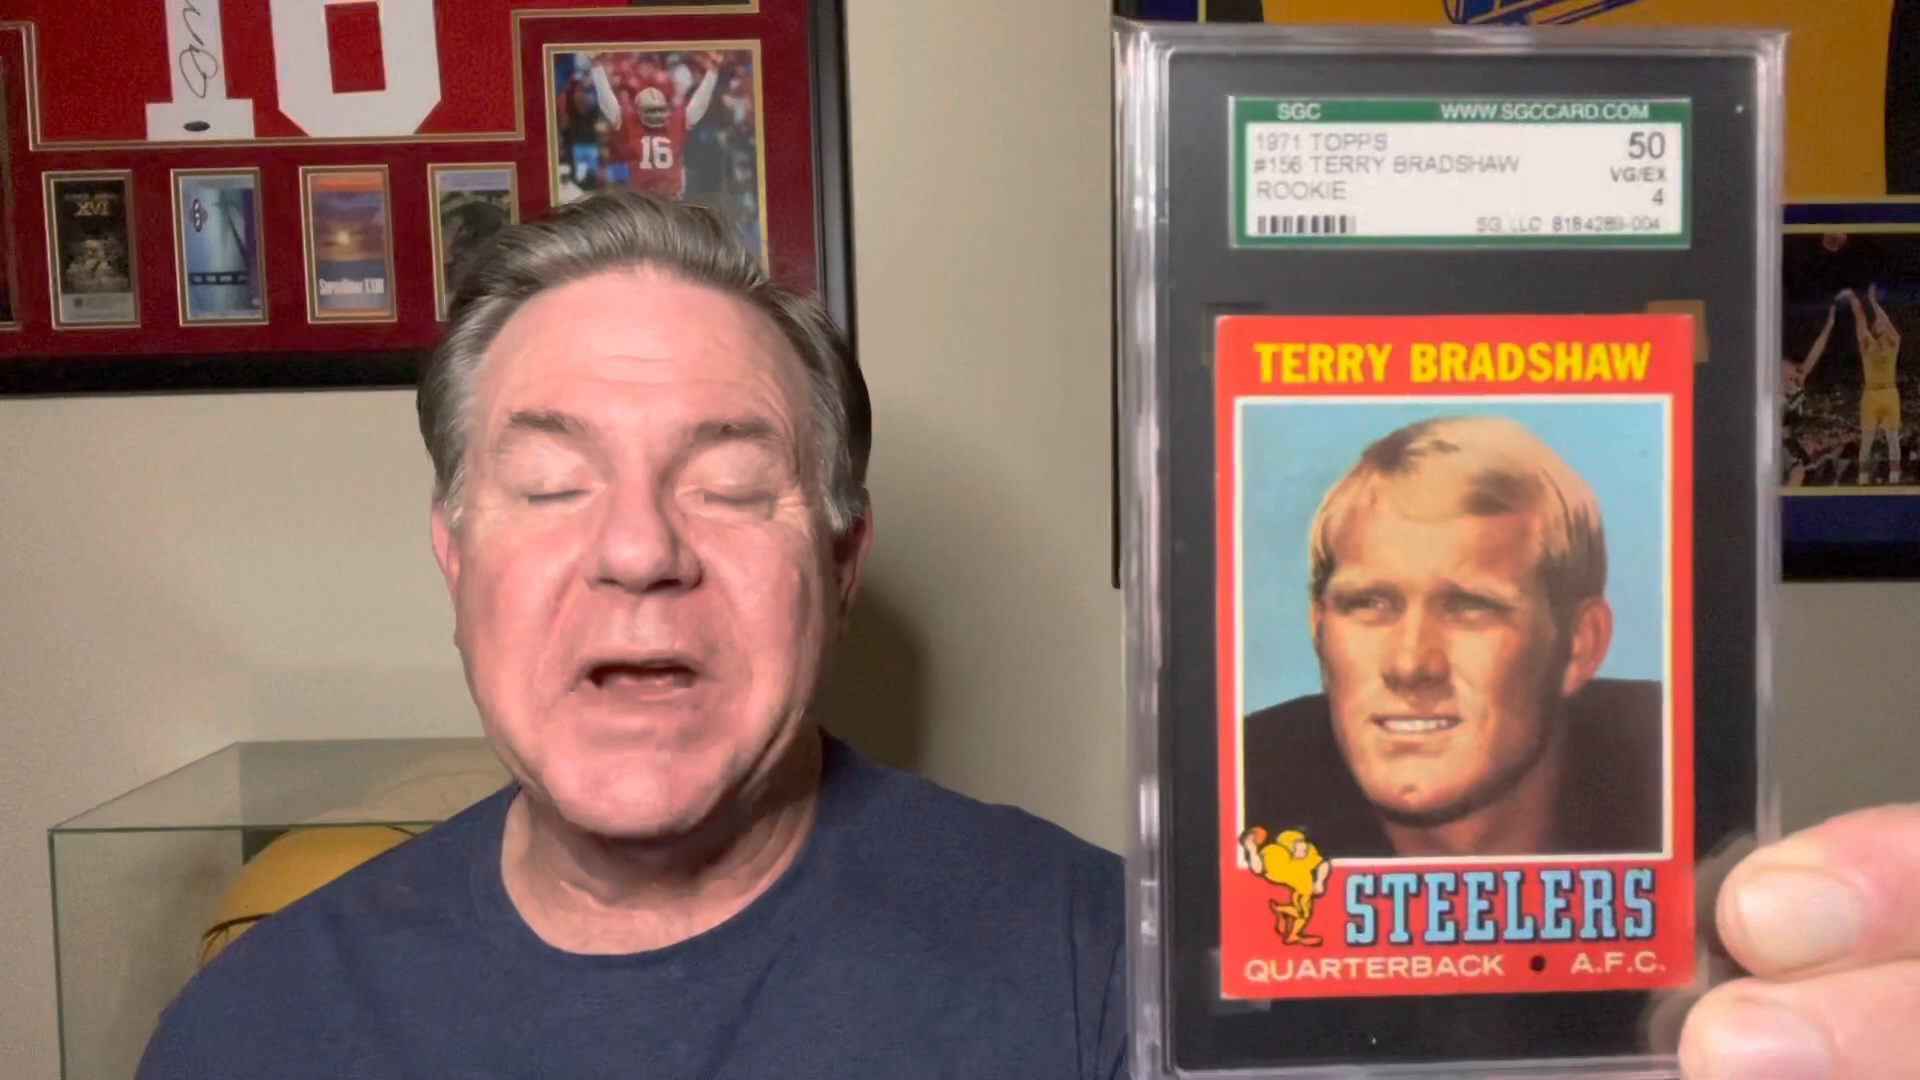 16
XVI
SGC WWW.SGCCARD.COM
1971 TOPPS 50
#156 TERRY BRADSHAW VG/EX
ROOKIE 4
TERRY BRADSHAW
STEELERS
QUARTERBACK • A.F.C.